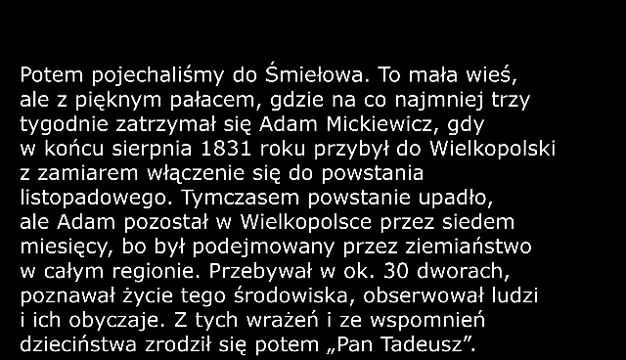 Potem pojechaliśmy do Śmiełowa. To mała wieś,
ale z pięknym pałacem, gdzie na co najmniej trzy
tygodnie zatrzymał się Adam Mickiewicz, gdy
w końcu sierpnia 1831 roku przybył do Wielkopolski
z zamiarem włączenie się do powstania
listopadowego. Tymczasem powstanie upadło,
ale Adam pozostał w Wielkopolsce przez siedem
miesięcy, bo był podejmowany przez ziemiaństwo
w całym regionie. Przebywał w ok. 30 dworach,
poznawał życie tego środowiska, obserwował ludzi
i ich obyczaje. Z tych wrażeń i ze wspomnień
dzieciństwa zrodził się potem „Pan Tadeusz”.